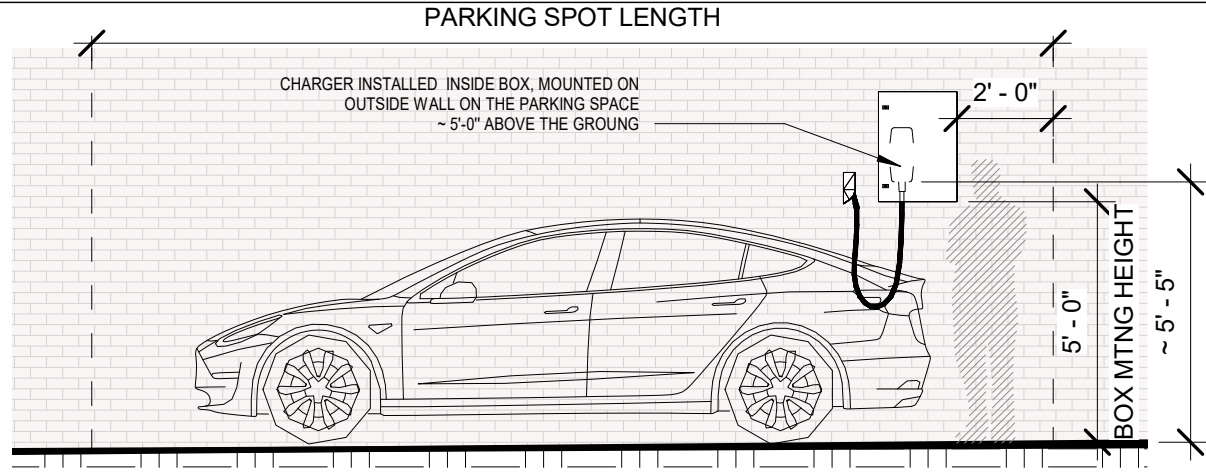 PARKING SPOT LENGTH
CHARGER INSTALLED INSIDE BOX, MOUNTED ON
OUTSIDE WALL ON THE PARKING SPACE
~ 5'-0" ABOVE THE GROUNG
2' - 0"
5' - 0"
BOX MTNG HEIGHT
~ 5' - 5"